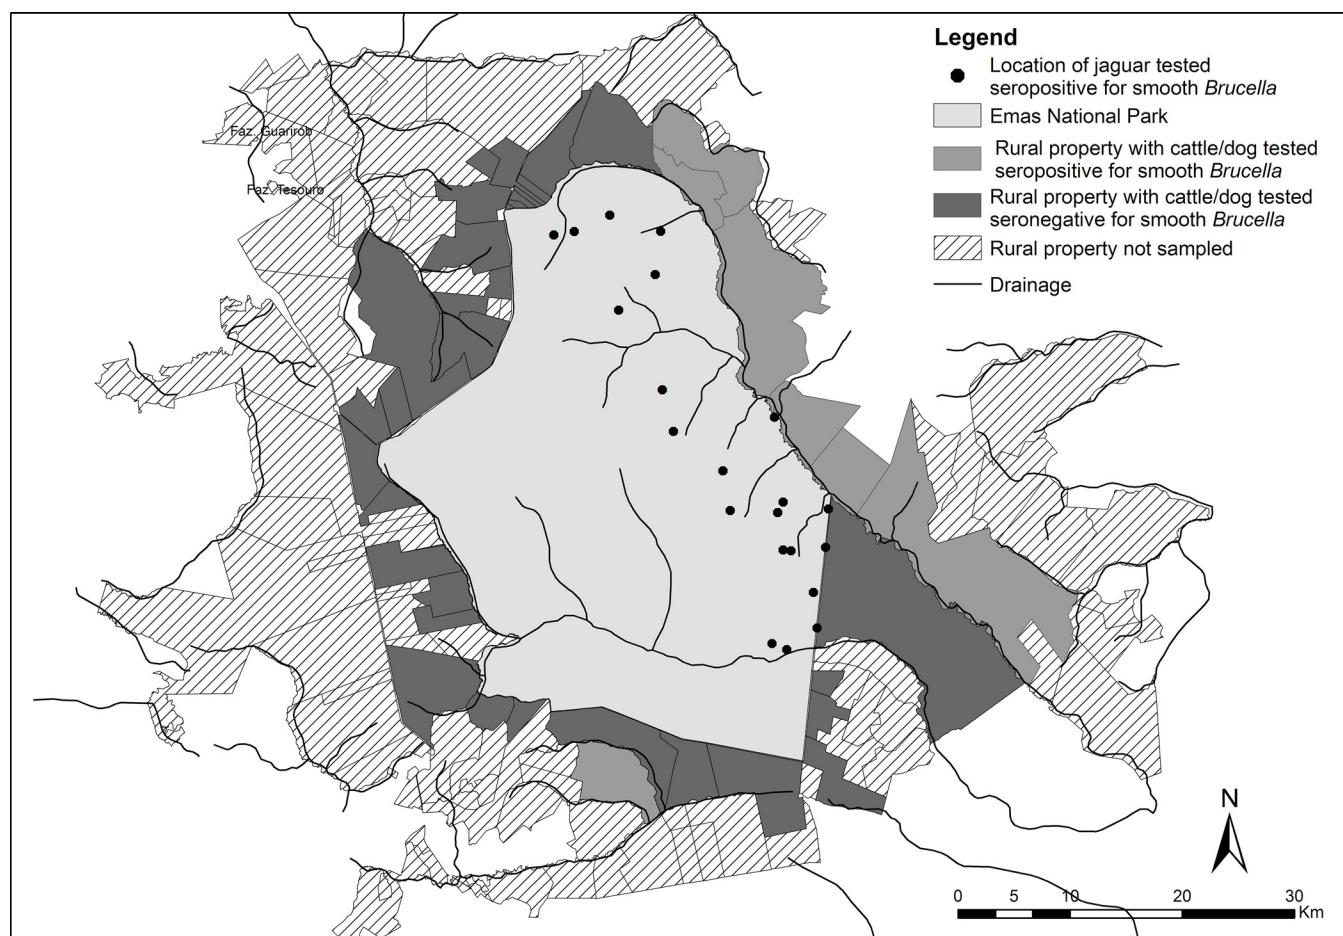 Legend
Location of jaguar tested
seropositive for smooth Brucella
Emas National Park
Rural property with cattle/dog tested
seropositive for smooth Brucella
Rural property with cattle/dog tested
seronegative for smooth Brucella
Rural property not sampled
Drainage
Faz. Guarirob
Faz. Tesouro
N
0 5 10 20 30
Km